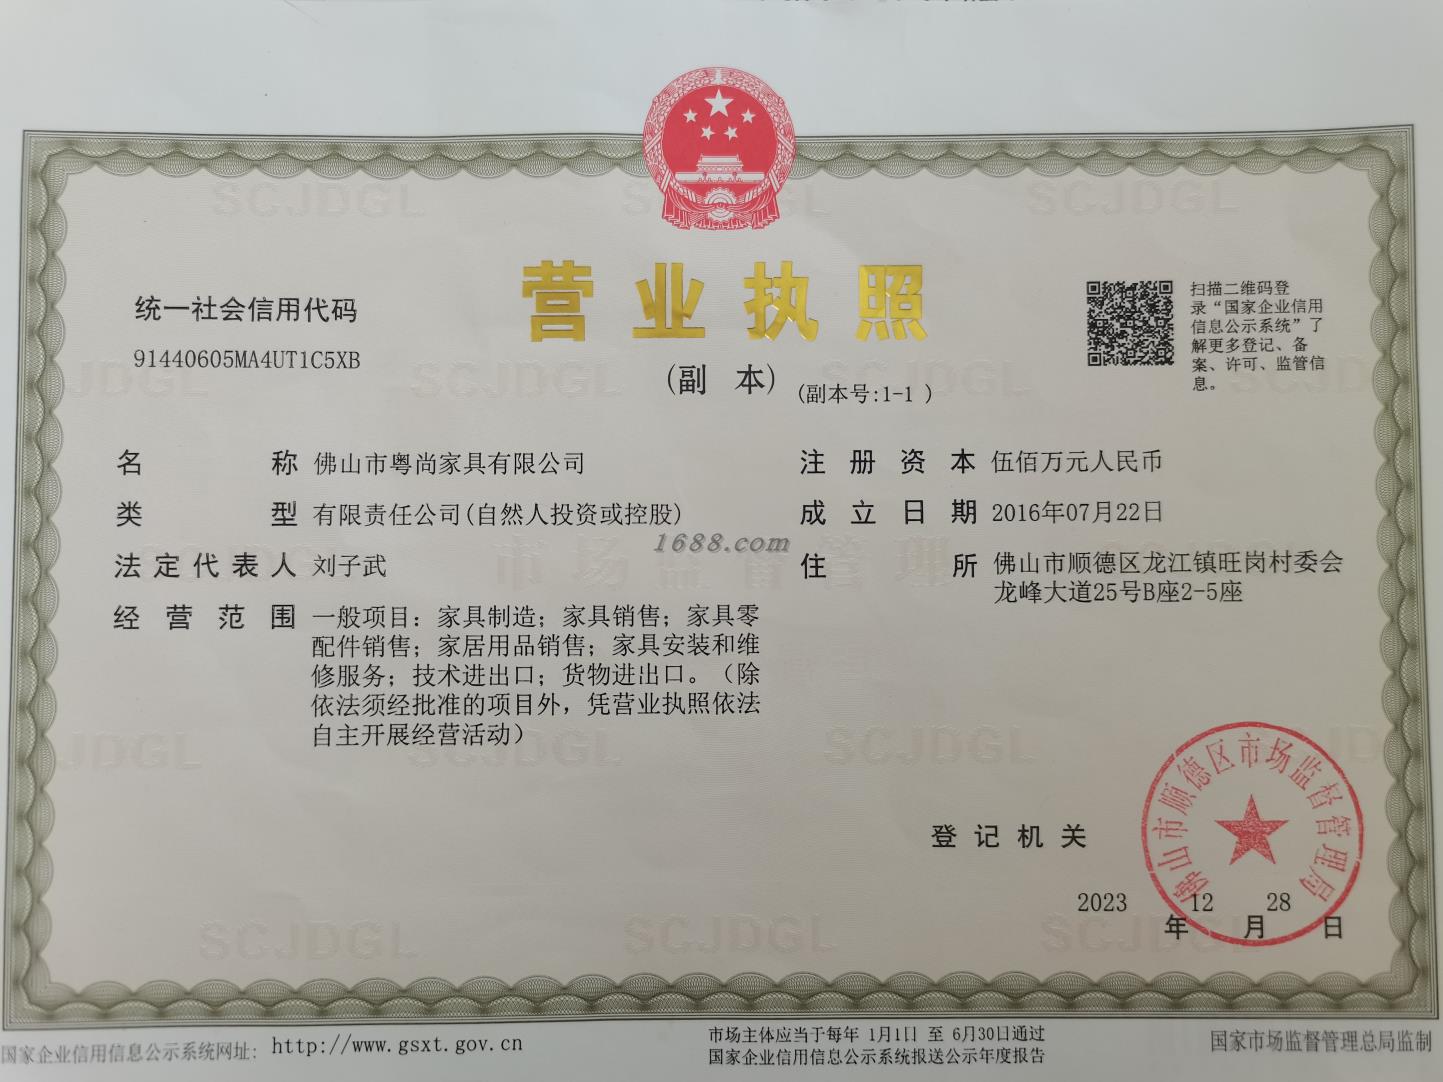 营业执照
(副 本) (副本号:1-1 )
统一社会信用代码
91440605MA4UT1C5XB
扫描二维码登
录“国家企业信用
信息公示系统”了
解更多登记、备
案、许可、监管信
息。
名称 佛山市粤尚家具有限公司
类型 有限责任公司(自然人投资或控股)
法定代表人 刘子武
经营范围 一般项目：家具制造；家具销售；家具零
配件销售；家居用品销售；家具安装和维
修服务；技术进出口；货物进出口。（除
依法须经批准的项目外，凭营业执照依法
自主开展经营活动）
注册资本 伍佰万元人民币
成立日期 2016年07月22日
住所 佛山市顺德区龙江镇旺岗村委会
龙峰大道25号B座2-5座
1688.com
市场监督管理
SCJDGL
登记机关
佛山市顺德区市场监督管理局
2023年12月28日
国家企业信用信息公示系统网址: http://www.gsxt.gov.cn
市场主体应当于每年 1月1日 至 6月30日通过
国家企业信用信息公示系统报送公示年度报告
国家市场监督管理总局监制